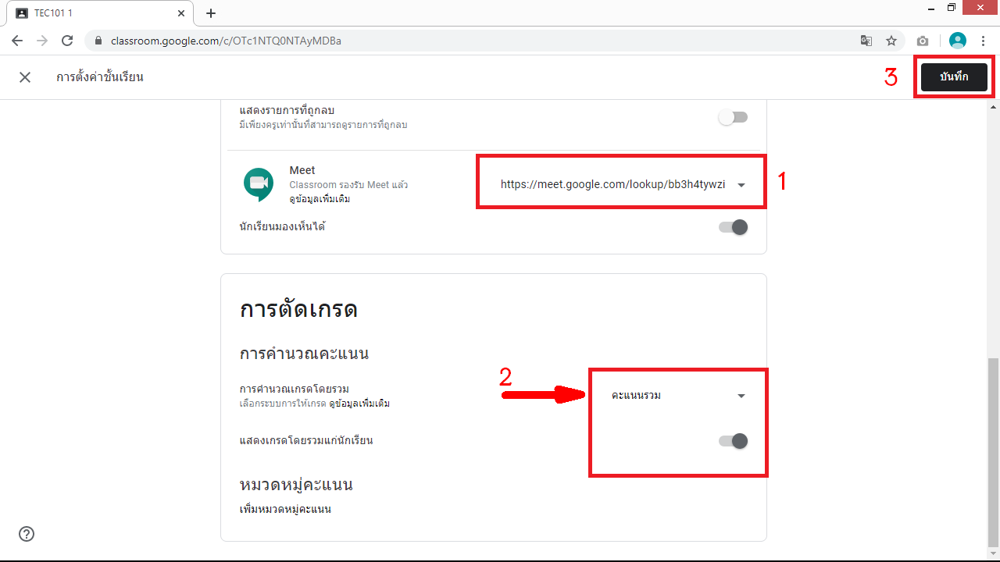 TEC101 1
classroom.google.com/c/OTc1NTQ0NTAyMDBa
การตั้งค่าชั้นเรียน
3
บันทึก
แสดงรายการที่ถูกลบ
มีเพียงครูเท่านั้นที่สามารถดูรายการที่ถูกลบ
Meet
Classroom รองรับ Meet แล้ว
ดูข้อมูลเพิ่มเติม
https://meet.google.com/lookup/bb3h4tywzi
1
นักเรียนมองเห็นได้
การตัดเกรด
การคำนวณคะแนน
การคำนวณเกรดโดยรวม
เลือกระบบการให้เกรด ดูข้อมูลเพิ่มเติม
2
คะแนนรวม
แสดงเกรดโดยรวมแก่นักเรียน
หมวดหมู่คะแนน
เพิ่มหมวดหมู่คะแนน